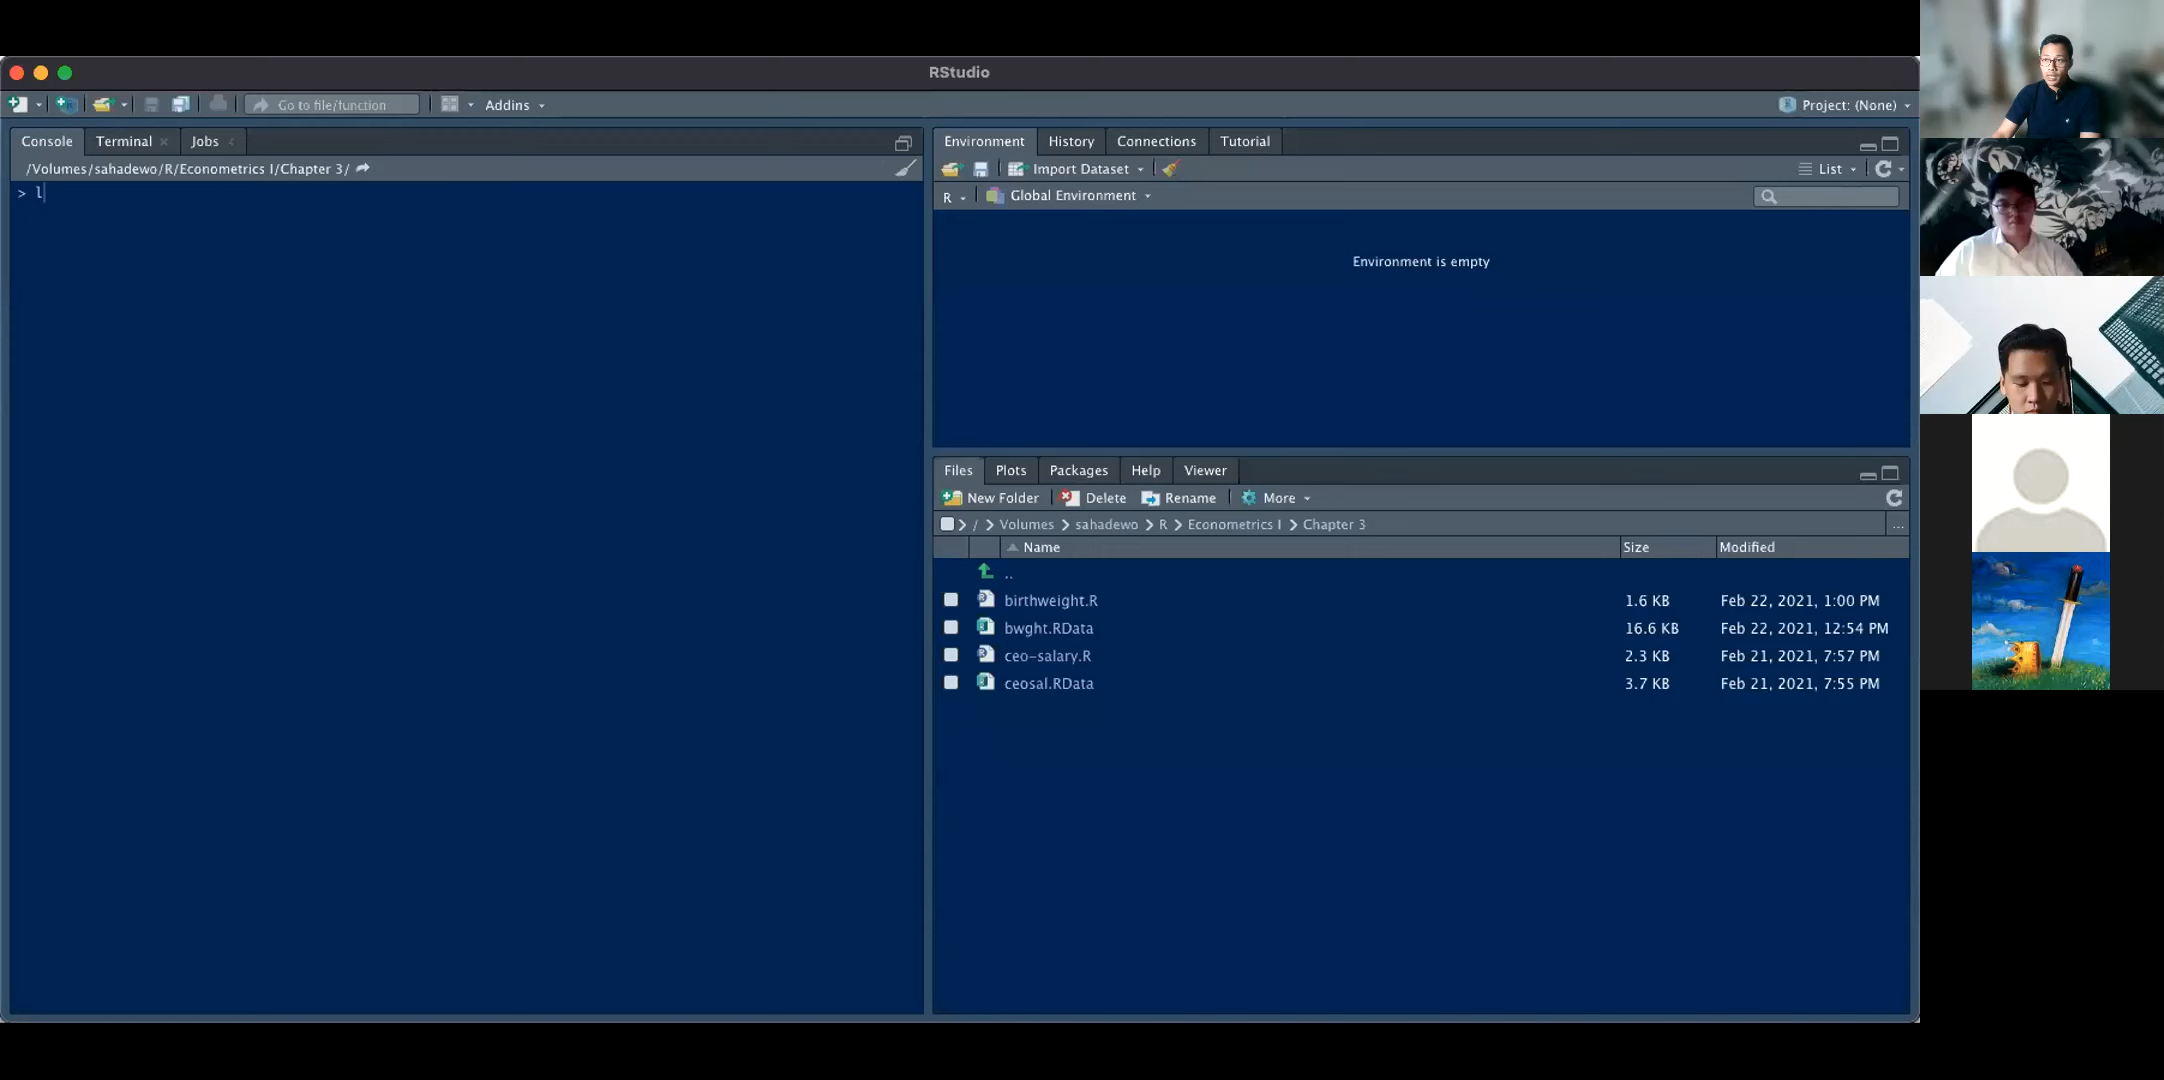 RStudio
Go to file/function
Addins
Project: (None)
Console Terminal Jobs
/Volumes/sahadewo/R/Econometrics I/Chapter 3/
> l
Environment History Connections Tutorial
Import Dataset
List
R Global Environment
Environment is empty
Files Plots Packages Help Viewer
New Folder Delete Rename More
/ Volumes sahadewo R Econometrics I Chapter 3 ...
Name Size Modified
..
birthweight.R 1.6 KB Feb 22, 2021, 1:00 PM
bwght.RData 16.6 KB Feb 22, 2021, 12:54 PM
ceo-salary.R 2.3 KB Feb 21, 2021, 7:57 PM
ceosal.RData 3.7 KB Feb 21, 2021, 7:55 PM